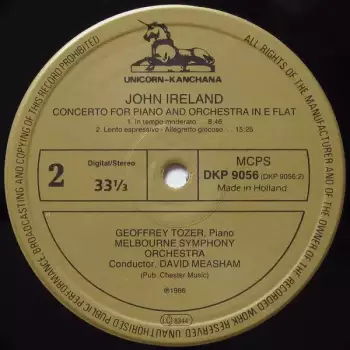 UNICORN-KANCHANA
JOHN IRELAND
CONCERTO FOR PIANO AND ORCHESTRA IN E FLAT
1. In tempo moderato . . 8:46
2. Lento espressivo - Allegretto giocoso . . . 15:25
2
Digital/Stereo
33⅓
MCPS
DKP 9056 (DKP 9056:2)
Made in Holland
GEOFFREY TOZER, Piano
MELBOURNE SYMPHONY
ORCHESTRA
Conductor, DAVID MEASHAM
(Pub. Chester Music)
℗1986
ALL RIGHTS OF THE MANUFACTURER AND OF THE OWNER OF THE RECORDED WORK RESERVED UNAUTHORISED PUBLIC PERFORMANCE, BROADCASTING AND COPYING OF THIS RECORD PROHIBITED